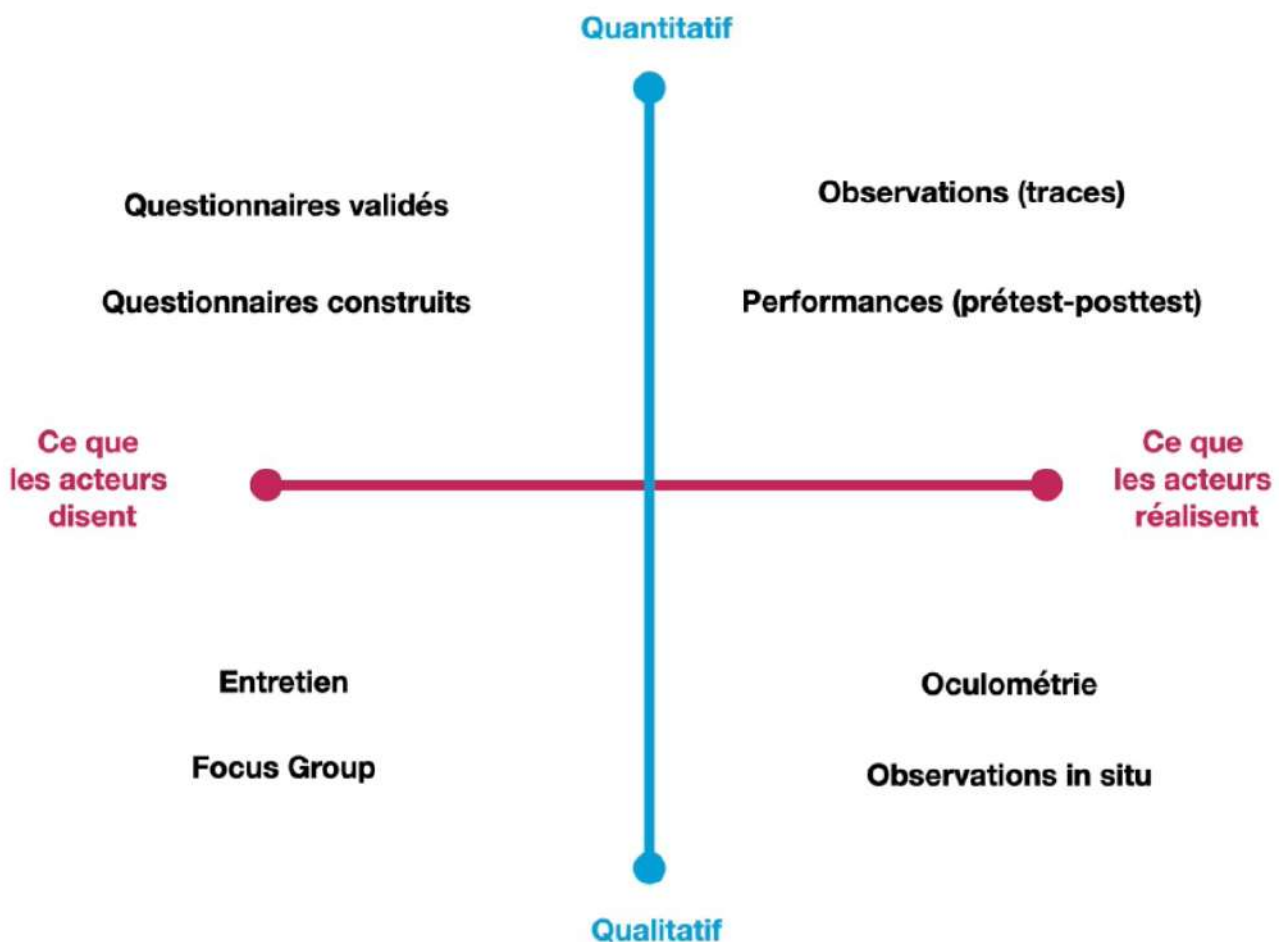 Quantitatif
Questionnaires validés
Observations (traces)
Questionnaires construits
Performances (prétest-posttest)
Ce que
les acteurs
disent
Ce que
les acteurs
réalisent
Entretien
Oculométrie
Focus Group
Observations in situ
Qualitatif